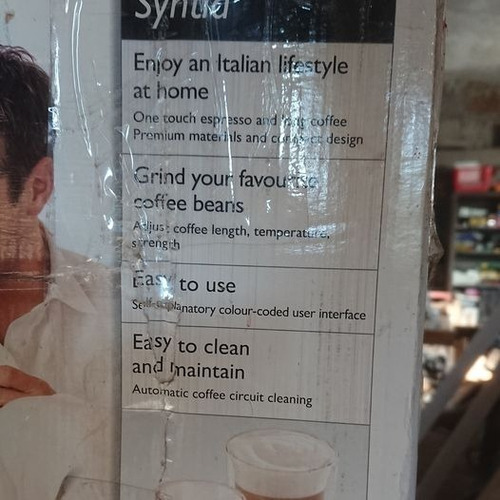 Syntia
Enjoy an Italian lifestyle
at home
One touch espresso and long coffee
Premium materials and compact design
Grind your favourite
coffee beans
Adjust coffee length, temperature,
strength
Easy to use
Self-explanatory colour-coded user interface
Easy to clean
and maintain
Automatic coffee circuit cleaning